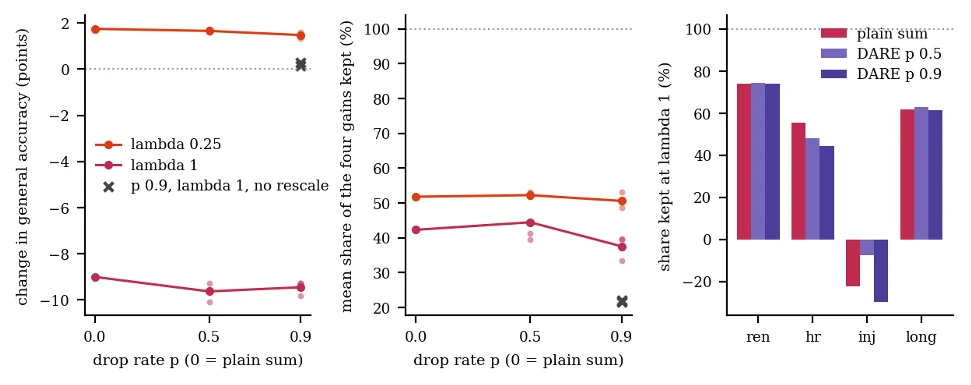 change in general accuracy (points)
2
0
−2
−4
−6
−8
−10
lambda 0.25
lambda 1
p 0.9, lambda 1, no rescale
0.0
0.5
0.9
drop rate p (0 = plain sum)
mean share of the four gains kept (%)
100
90
80
70
60
50
40
30
20
0.0
0.5
0.9
drop rate p (0 = plain sum)
share kept at lambda 1 (%)
100
80
60
40
20
0
−20
plain sum
DARE p 0.5
DARE p 0.9
ren
hr
inj
long